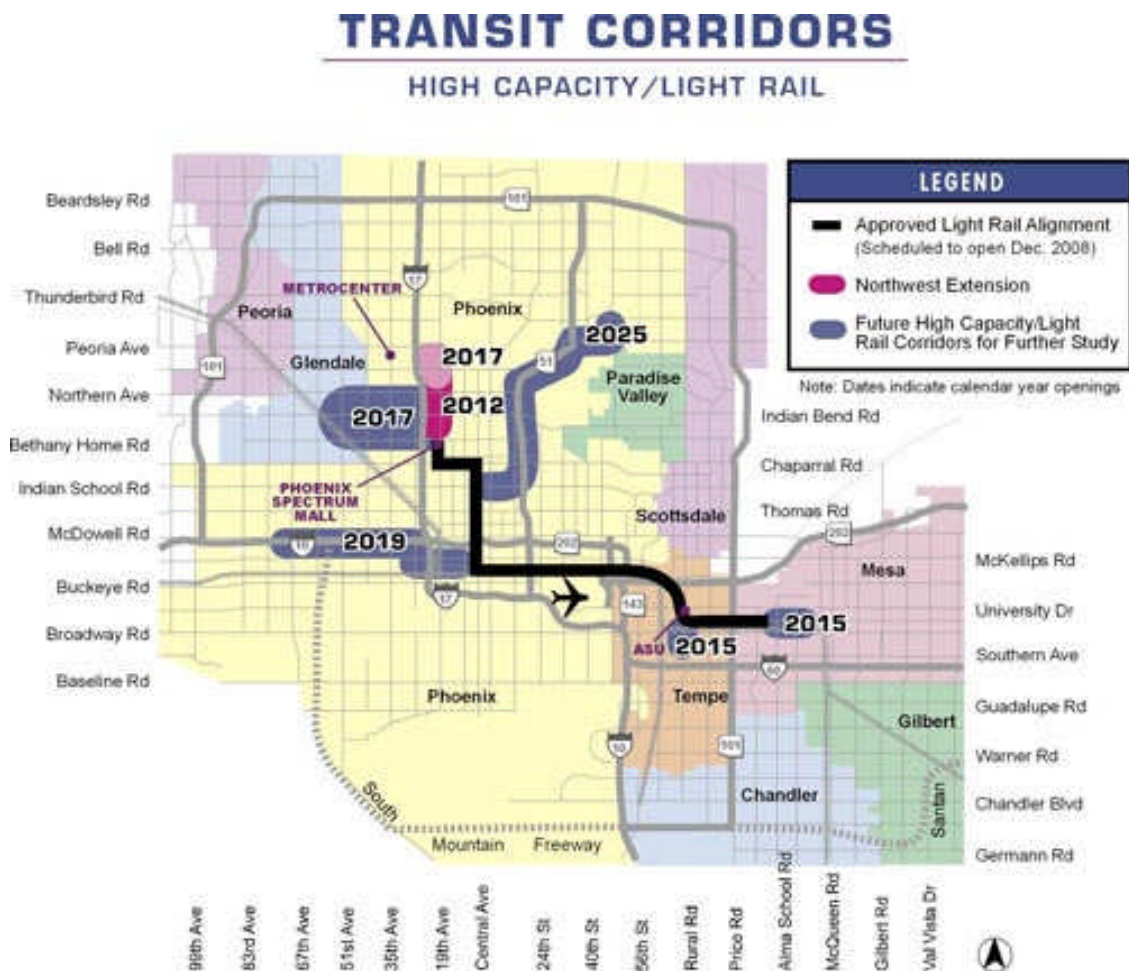 TRANSIT CORRIDORS
HIGH CAPACITY/LIGHT RAIL
LEGEND
Approved Light Rail Alignment
(Scheduled to open Dec. 2008)
Northwest Extension
Future High Capacity/Light
Rail Corridors for Further Study
Note: Dates indicate calendar year openings
Beardsley Rd
Bell Rd
Thunderbird Rd
Peoria Ave
Northern Ave
Bethany Home Rd
Indian School Rd
McDowell Rd
Buckeye Rd
Broadway Rd
Baseline Rd
101
17
METROCENTER
Phoenix
Peoria
Glendale
101
51
2025
2017
2012
2017
Paradise
Valley
PHOENIX
SPECTRUM
MALL
Scottsdale
10
2019
202
17
143
202
Mesa
ASU
2015
2015
60
Phoenix
Tempe
Gilbert
10
101
Chandler
South
Mountain
Freeway
Santan
Indian Bend Rd
Chaparral Rd
Thomas Rd
McKellips Rd
University Dr
Southern Ave
Guadalupe Rd
Warner Rd
Chandler Blvd
Germann Rd
99th Ave
83rd Ave
67th Ave
51st Ave
35th Ave
19th Ave
Central Ave
24th St
40th St
56th St
Rural Rd
Price Rd
Alma School Rd
McQueen Rd
Gilbert Rd
Val Vista Dr